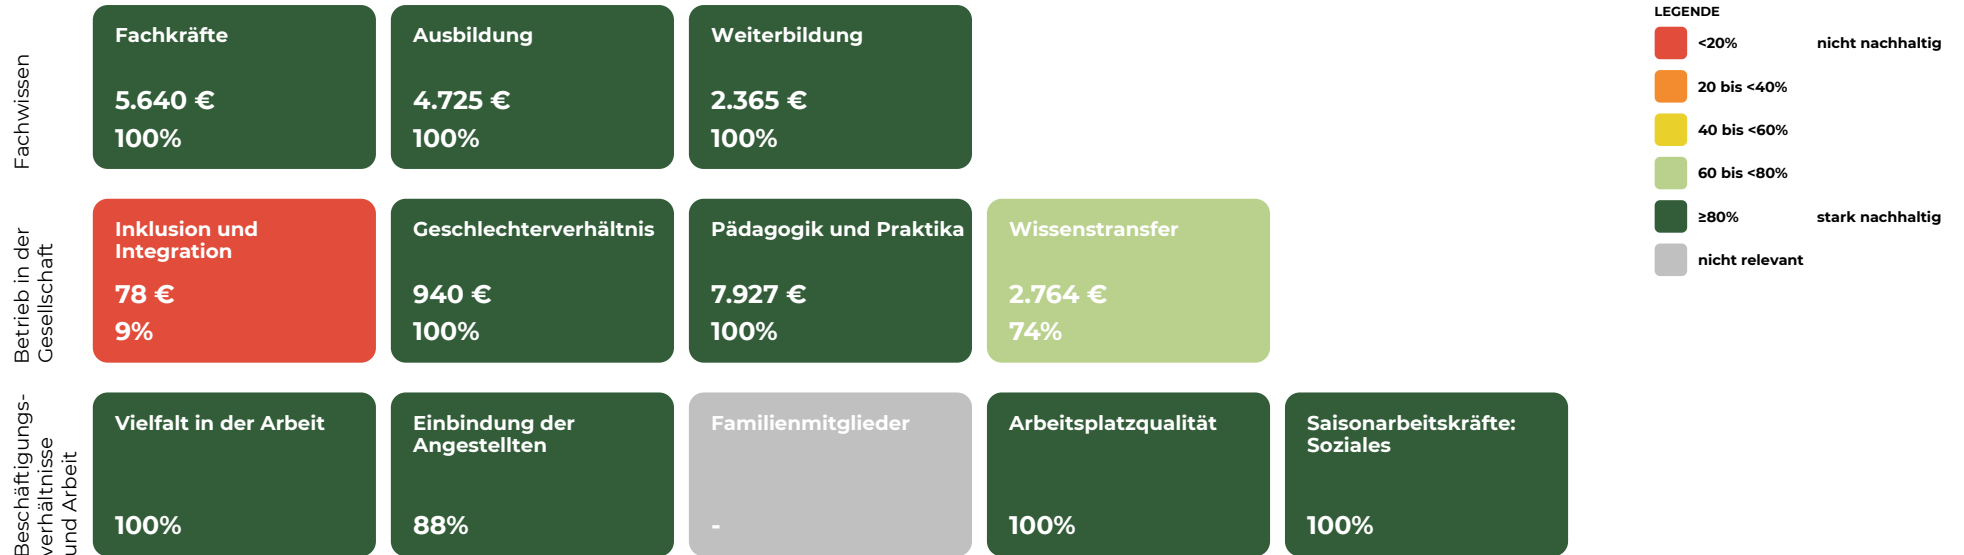 Fachwissen
Fachkräfte
5.640 €
100%
Ausbildung
4.725 €
100%
Weiterbildung
2.365 €
100%
Betrieb in der
Gesellschaft
Inklusion und
Integration
78 €
9%
Geschlechterverhältnis
940 €
100%
Pädagogik und Praktika
7.927 €
100%
Wissenstransfer
2.764 €
74%
Beschäftigungs-
verhältnisse
und Arbeit
Vielfalt in der Arbeit
100%
Einbindung der
Angestellten
88%
Familienmitglieder
-
Arbeitsplatzqualität
100%
Saisonarbeitskräfte:
Soziales
100%
LEGENDE
<20% nicht nachhaltig
20 bis <40%
40 bis <60%
60 bis <80%
≥80% stark nachhaltig
nicht relevant